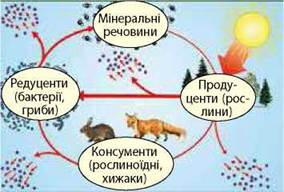 Мінеральні
речовини
Редуценти
(бактерії,
гриби)
Проду-
центи (рос-
лини)
Консументи
(рослиноїдні,
хижаки)